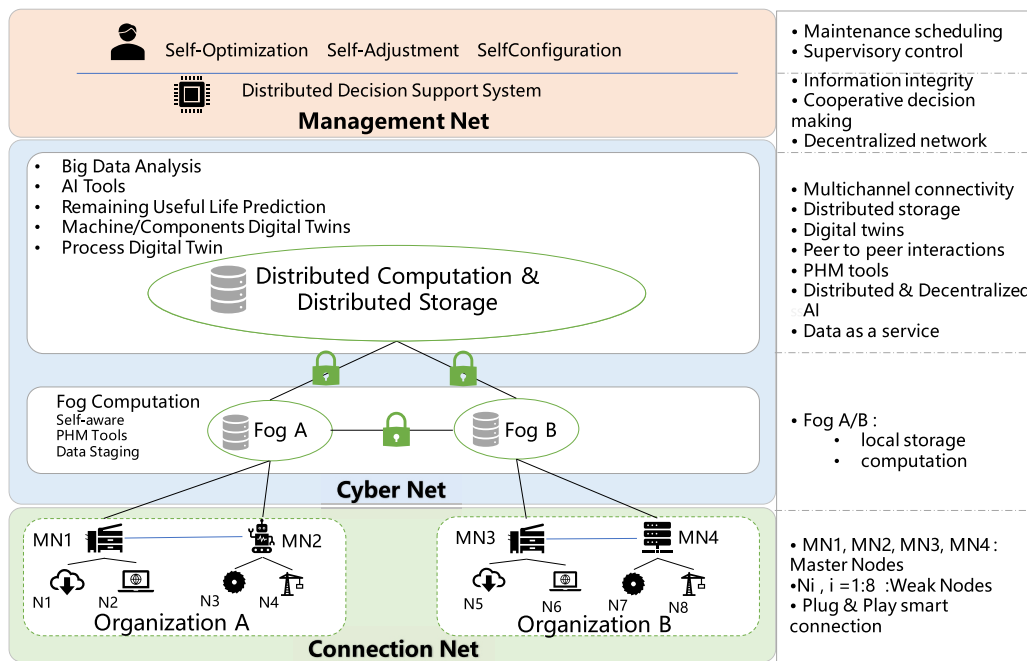 Self-Optimization Self-Adjustment SelfConfiguration
Distributed Decision Support System
Management Net
• Maintenance scheduling
• Supervisory control
• Information integrity
• Cooperative decision
making
• Decentralized network
• Big Data Analysis
• AI Tools
• Remaining Useful Life Prediction
• Machine/Components Digital Twins
• Process Digital Twin
Distributed Computation &
Distributed Storage
• Multichannel connectivity
• Distributed storage
• Digital twins
• Peer to peer interactions
• PHM tools
• Distributed & Decentralized
AI
• Data as a service
Fog Computation
Self-aware
PHM Tools
Data Staging
Fog A
Fog B
Cyber Net
• Fog A/B :
• local storage
• computation
MN1
MN2
N1
N2
N3
N4
Organization A
MN3
MN4
N5
N6
N7
N8
Organization B
Connection Net
• MN1, MN2, MN3, MN4 :
Master Nodes
•Ni , i =1:8 :Weak Nodes
• Plug & Play smart
connection